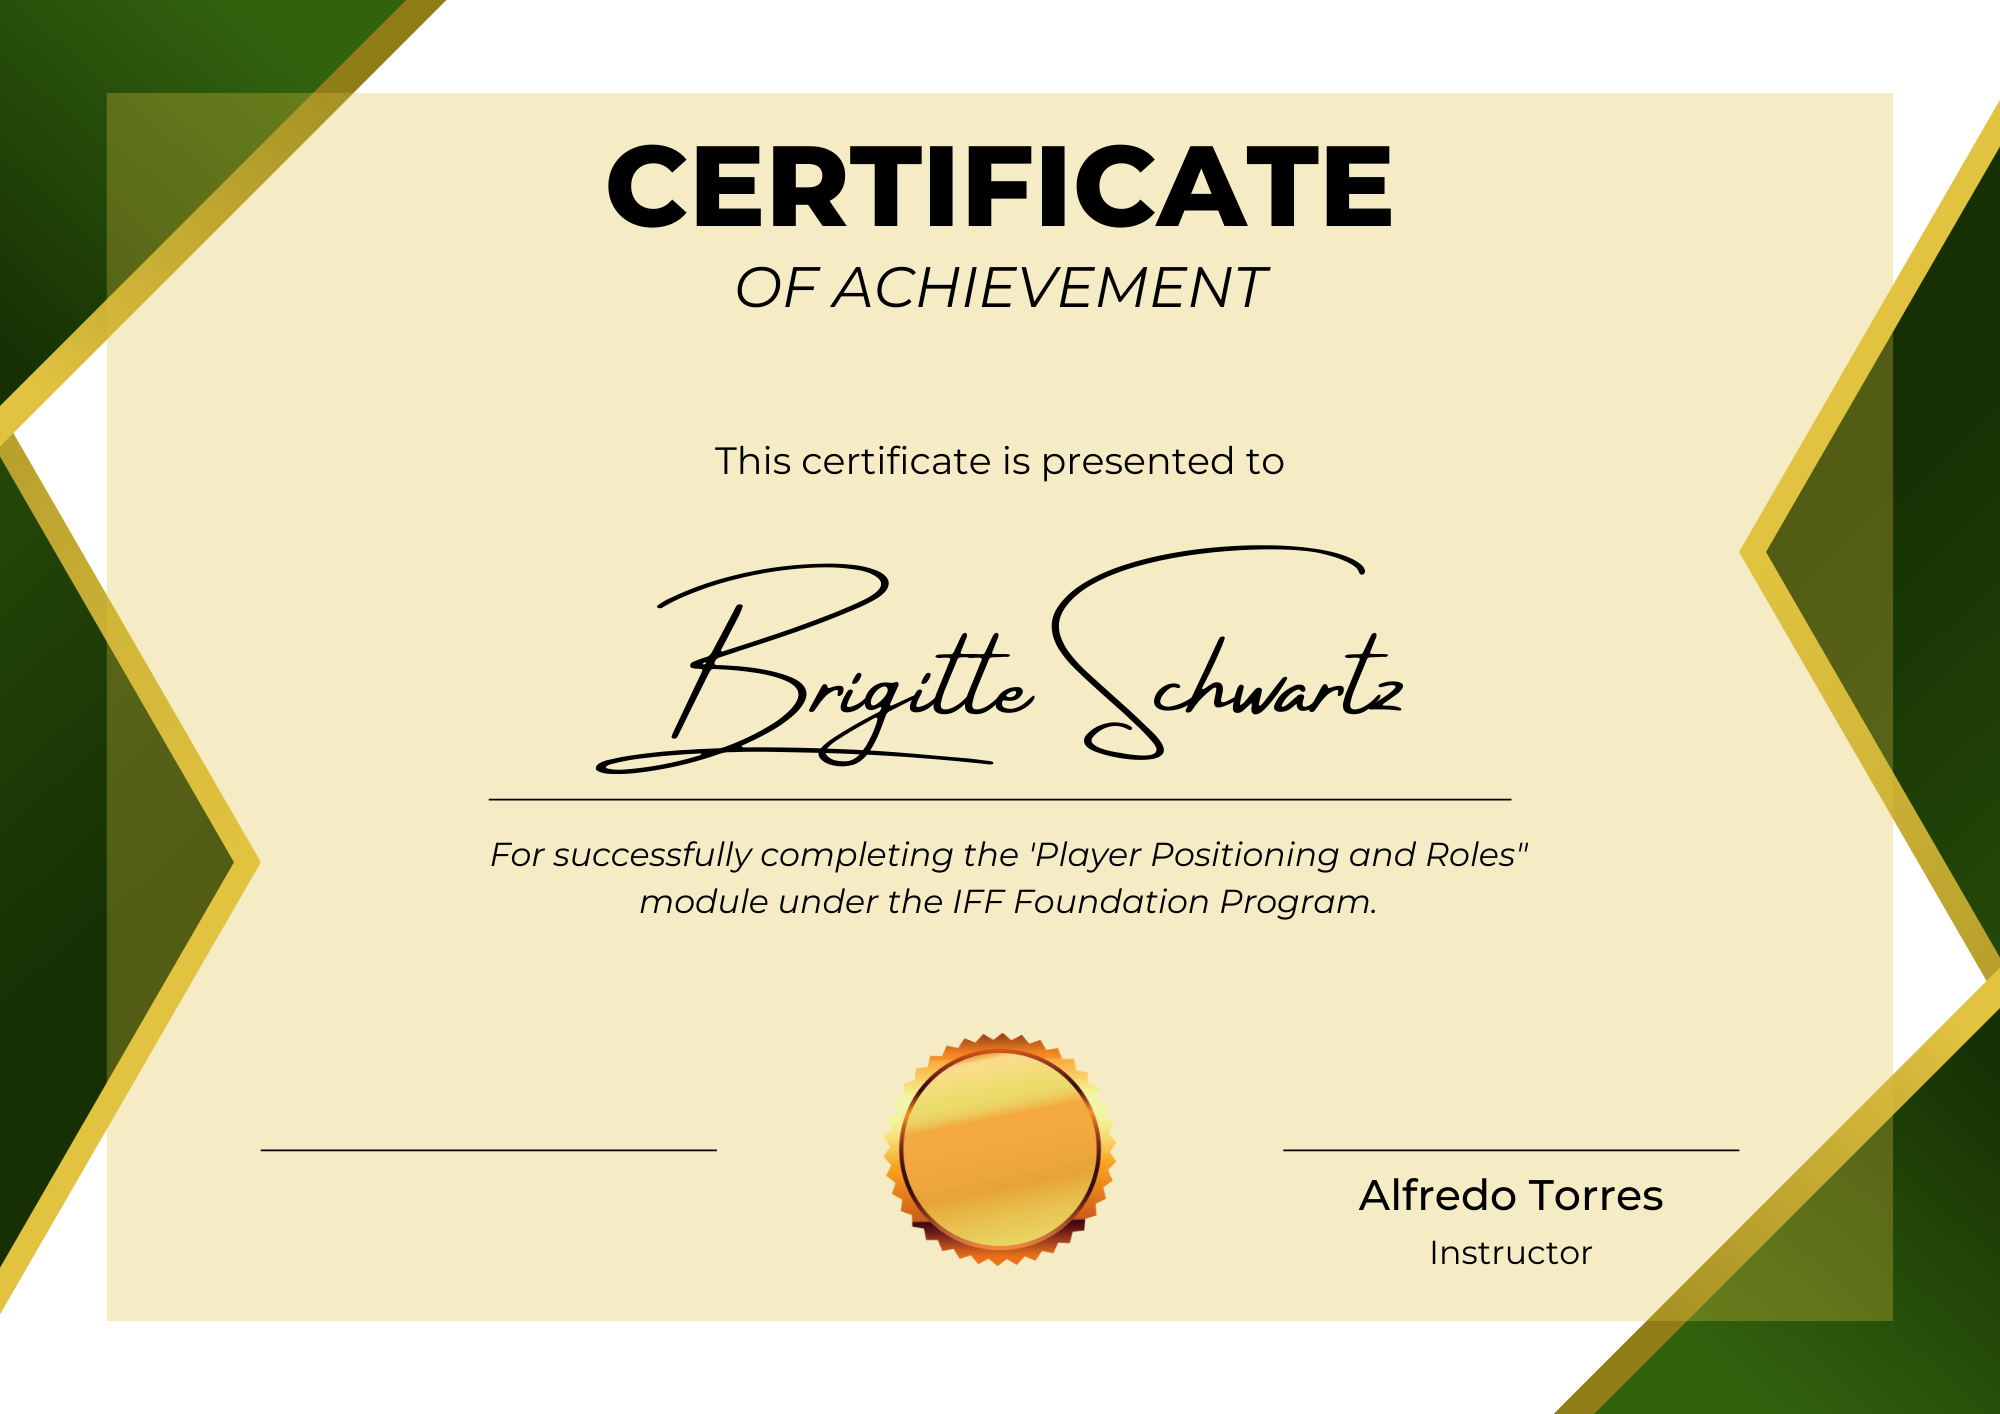 CERTIFICATE
OF ACHIEVEMENT
This certificate is presented to
Brigitte Schwartz
For successfully completing the 'Player Positioning and Roles"
module under the IFF Foundation Program.
Alfredo Torres
Instructor